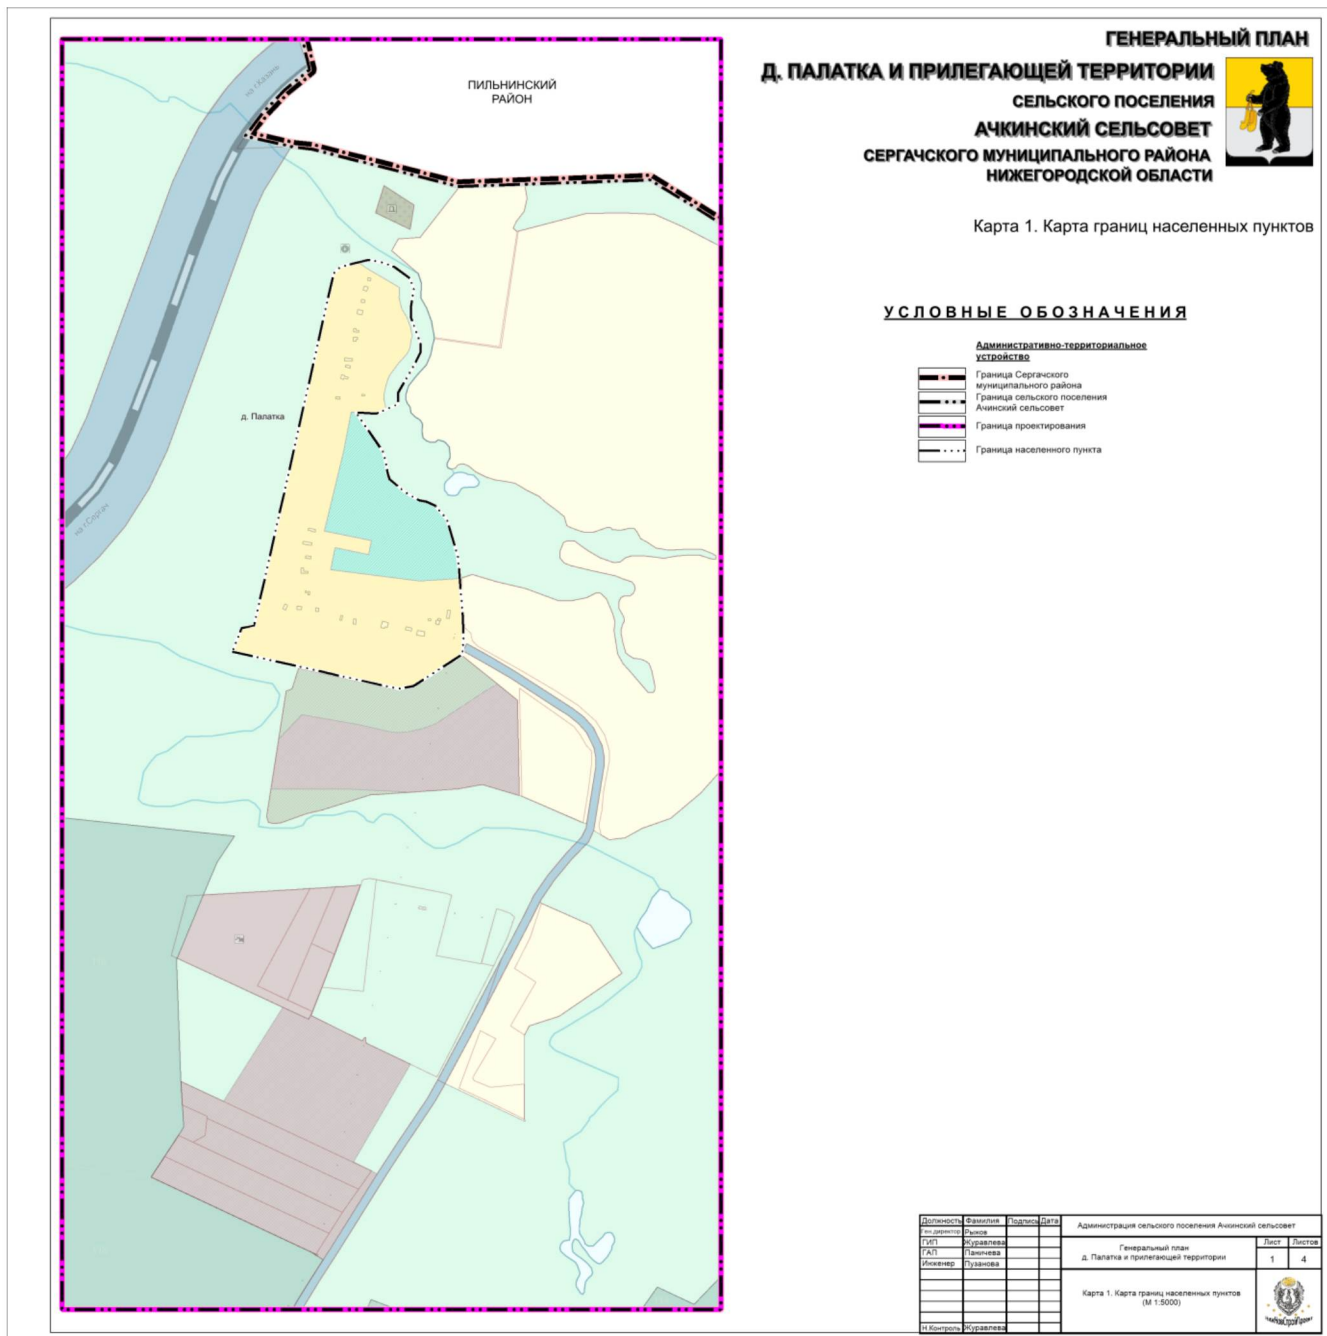 ГЕНЕРАЛЬНЫЙ ПЛАН
Д. ПАЛАТКА И ПРИЛЕГАЮЩЕЙ ТЕРРИТОРИИ
СЕЛЬСКОГО ПОСЕЛЕНИЯ
АЧКИНСКИЙ СЕЛЬСОВЕТ
СЕРГАЧСКОГО МУНИЦИПАЛЬНОГО РАЙОНА
НИЖЕГОРОДСКОЙ ОБЛАСТИ
Карта 1. Карта границ населенных пунктов
ПИЛЬНИНСКИЙ
РАЙОН
на г.Казань
д. Палатка
на г.Сергач
УСЛОВНЫЕ ОБОЗНАЧЕНИЯ
Административно-территориальное
устройство
Граница Сергачского
муниципального района
Граница сельского поселения
Ачинский сельсовет
Граница проектирования
Граница населенного пункта
Должность Фамилия Подпись Дата
Ген.директор Рыжов
ГИП Журавлева
ГАП Паничева
Инженер Пузанова
Н.Контроль Журавлева
Администрация сельского поселения Ачкинский сельсовет
Генеральный план
д. Палатка и прилегающей территории
Лист Листов
1 4
Карта 1. Карта границ населенных пунктов
(М 1:5000)